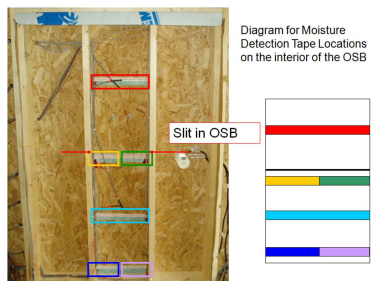 Diagram for Moisture
Detection Tape Locations
on the interior of the OSB
Slit in OSB